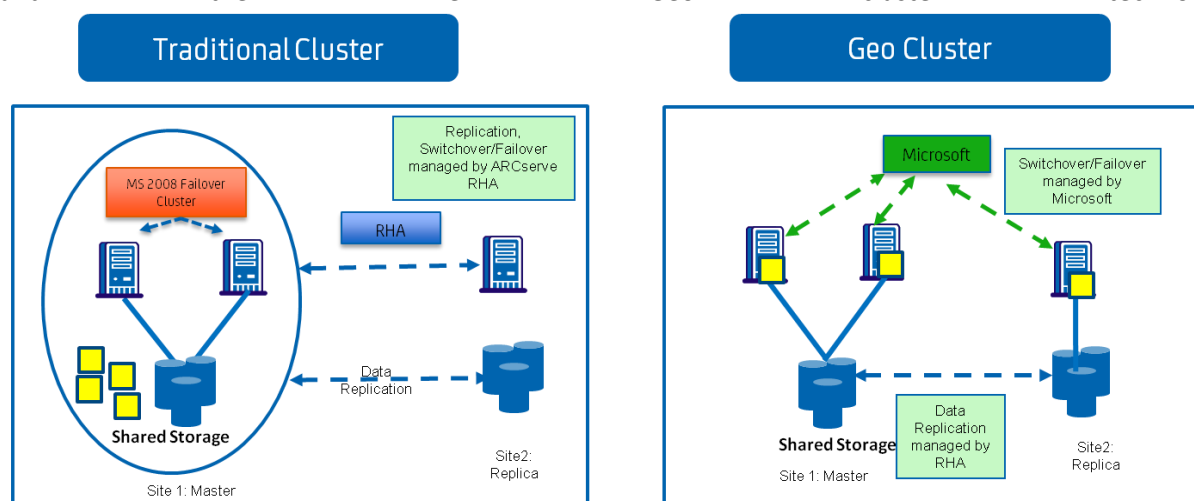 Traditional Cluster
Geo Cluster
Replication,
Switchover/Failover
managed by ARCserve
RHA
MS 2008 Failover
Cluster
RHA
Data
Replication
Shared Storage
Site2:
Replica
Site 1: Master
Microsoft
Switchover/Failover
managed by
Microsoft
Data
Replication
managed by
RHA
Shared Storage
Site 1: Master
Site2:
Replica